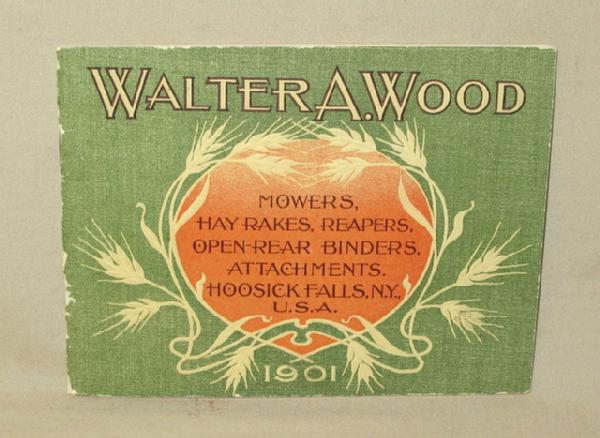 WALTER A. WOOD
MOWERS,
HAY RAKES, REAPERS,
OPEN-REAR BINDERS,
ATTACHMENTS.
HOOSICK FALLS, N.Y.,
U.S.A.
1901